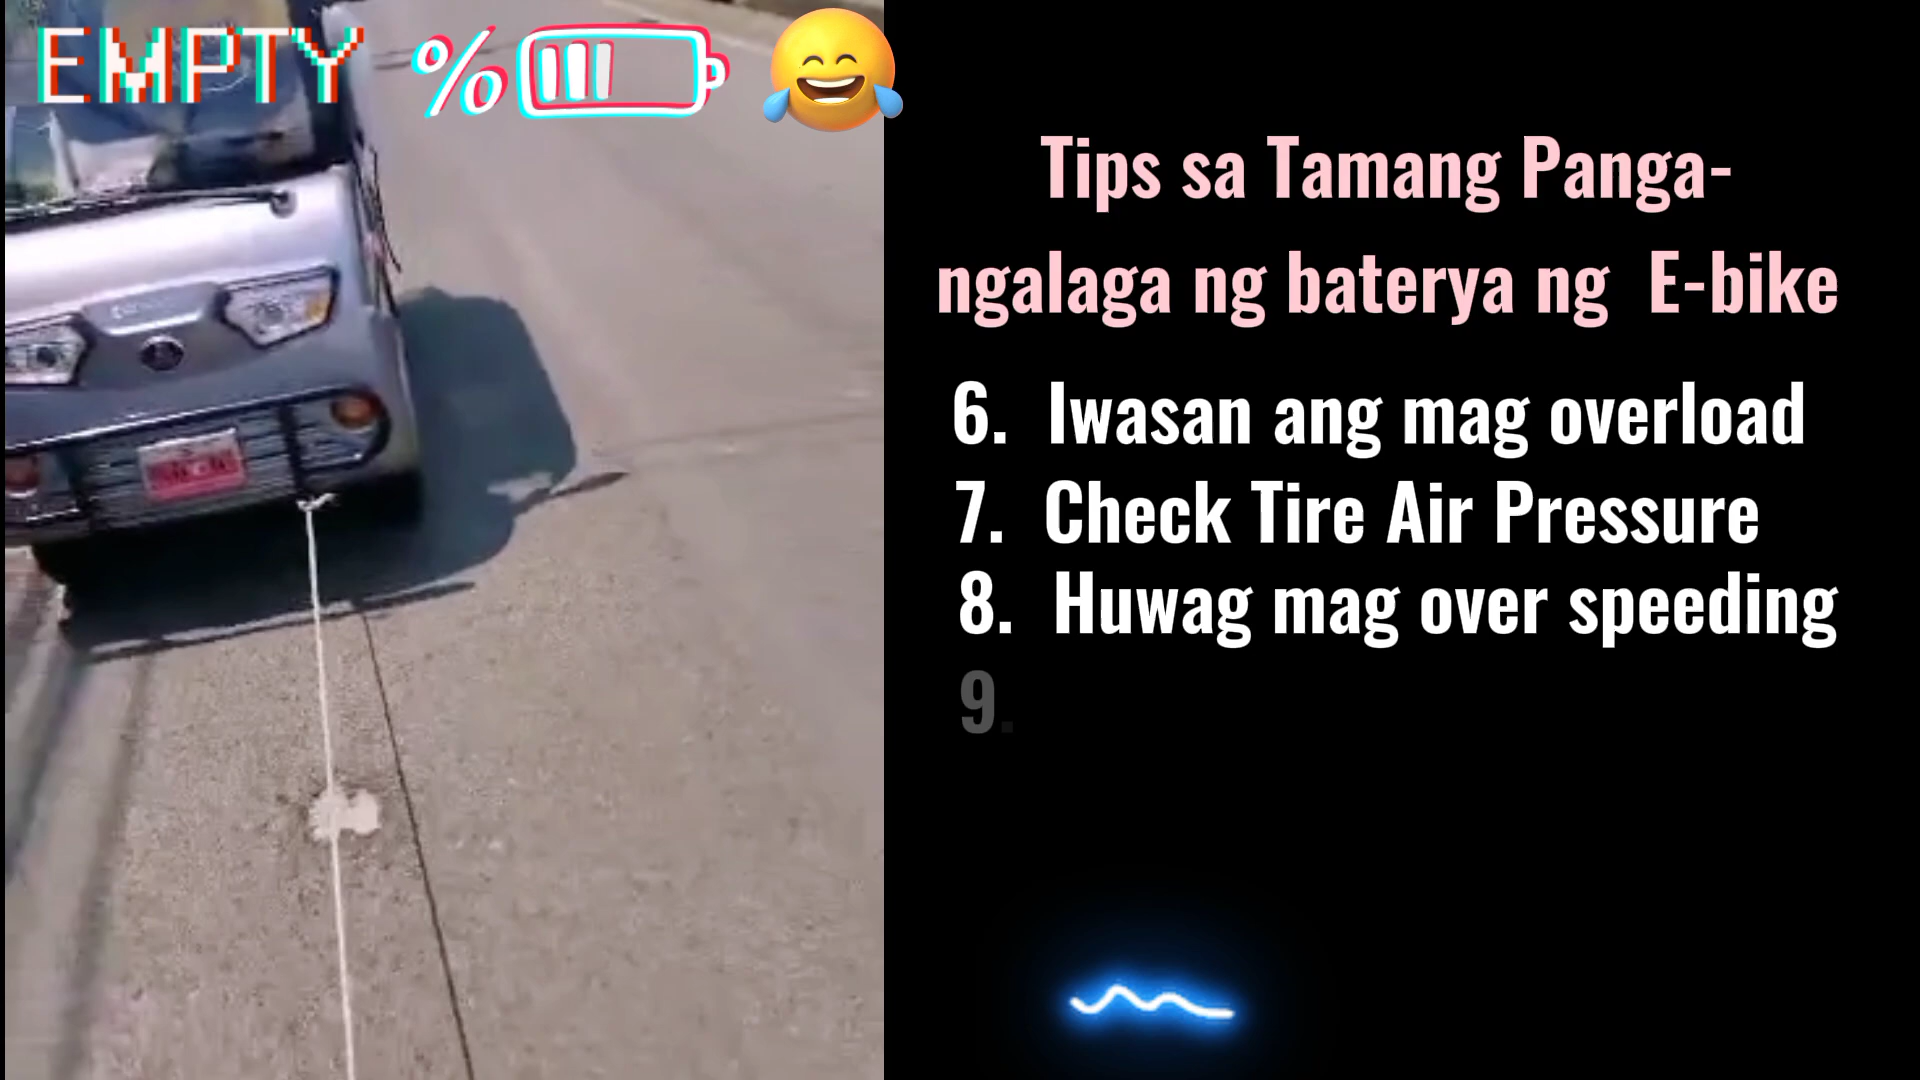 EMPTY %
Tips sa Tamang Panga-
ngalaga ng baterya ng E-bike
6. Iwasan ang mag overload
7. Check Tire Air Pressure
8. Huwag mag over speeding
9.